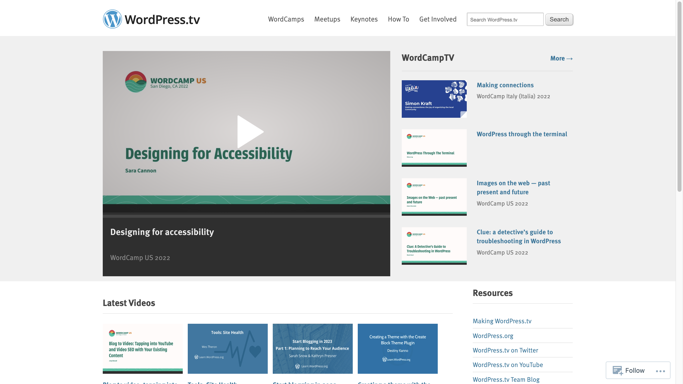 WordPress.tv
WordCamps
Meetups
Keynotes
How To
Get Involved
Search WordPress.tv
Search
WORDCAMP US
San Diego, CA 2022
Designing for Accessibility
Sara Cannon
Designing for accessibility
WordCamp US 2022
WordCampTV
More →
Simon Kraft
Making connections
WordCamp Italy (Italia) 2022
WordPress Through The Terminal
WordPress through the terminal
Images on the Web – past present
and future
Images on the web — past
present and future
WordCamp US 2022
Clue: A Detective's Guide to
Troubleshooting in WordPress
Clue: a detective's guide to
troubleshooting in WordPress
WordCamp US 2022
Latest Videos
Blog to Video: Tapping into YouTube
and Video SEO with Your Existing
Content
Tools: Site Health
Start Blogging in 2023
Part 1: Planning to Reach Your Audience
Creating a Theme with the Create
Block Theme Plugin
Resources
Making WordPress.tv
WordPress.org
WordPress.tv on Twitter
WordPress.tv on YouTube
WordPress.tv Team Blog
Follow